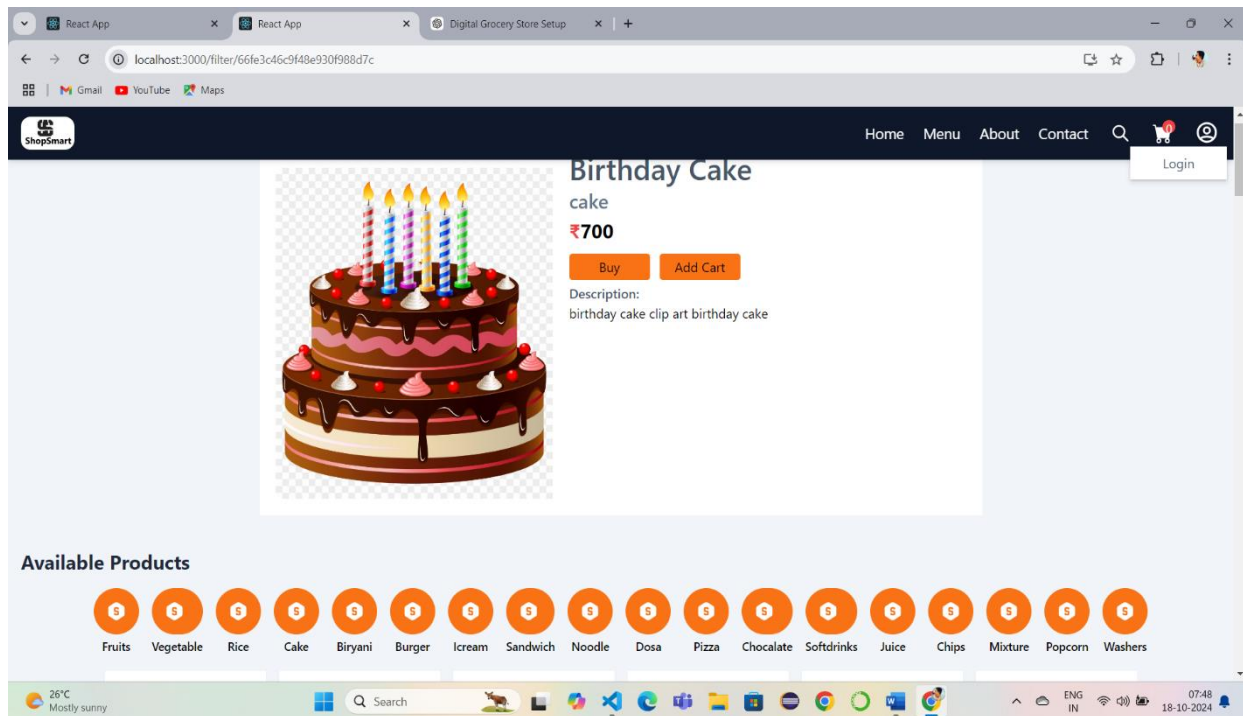 React App
React App
Digital Grocery Store Setup
localhost:3000/filter/66fe3c46c9f48e930f988d7c
Gmail
YouTube
Maps
ShopSmart
Home
Menu
About
Contact
0
Login
Birthday Cake
cake
₹700
Buy
Add Cart
Description:
birthday cake clip art birthday cake
Available Products
S S S S S S S S S S S S S S S S S S
Fruits
Vegetable
Rice
Cake
Biryani
Burger
Icream
Sandwich
Noodle
Dosa
Pizza
Chocalate
Softdrinks
Juice
Chips
Mixture
Popcorn
Washers
26°C
Mostly sunny
Search
ENG
IN
07:48
18-10-2024